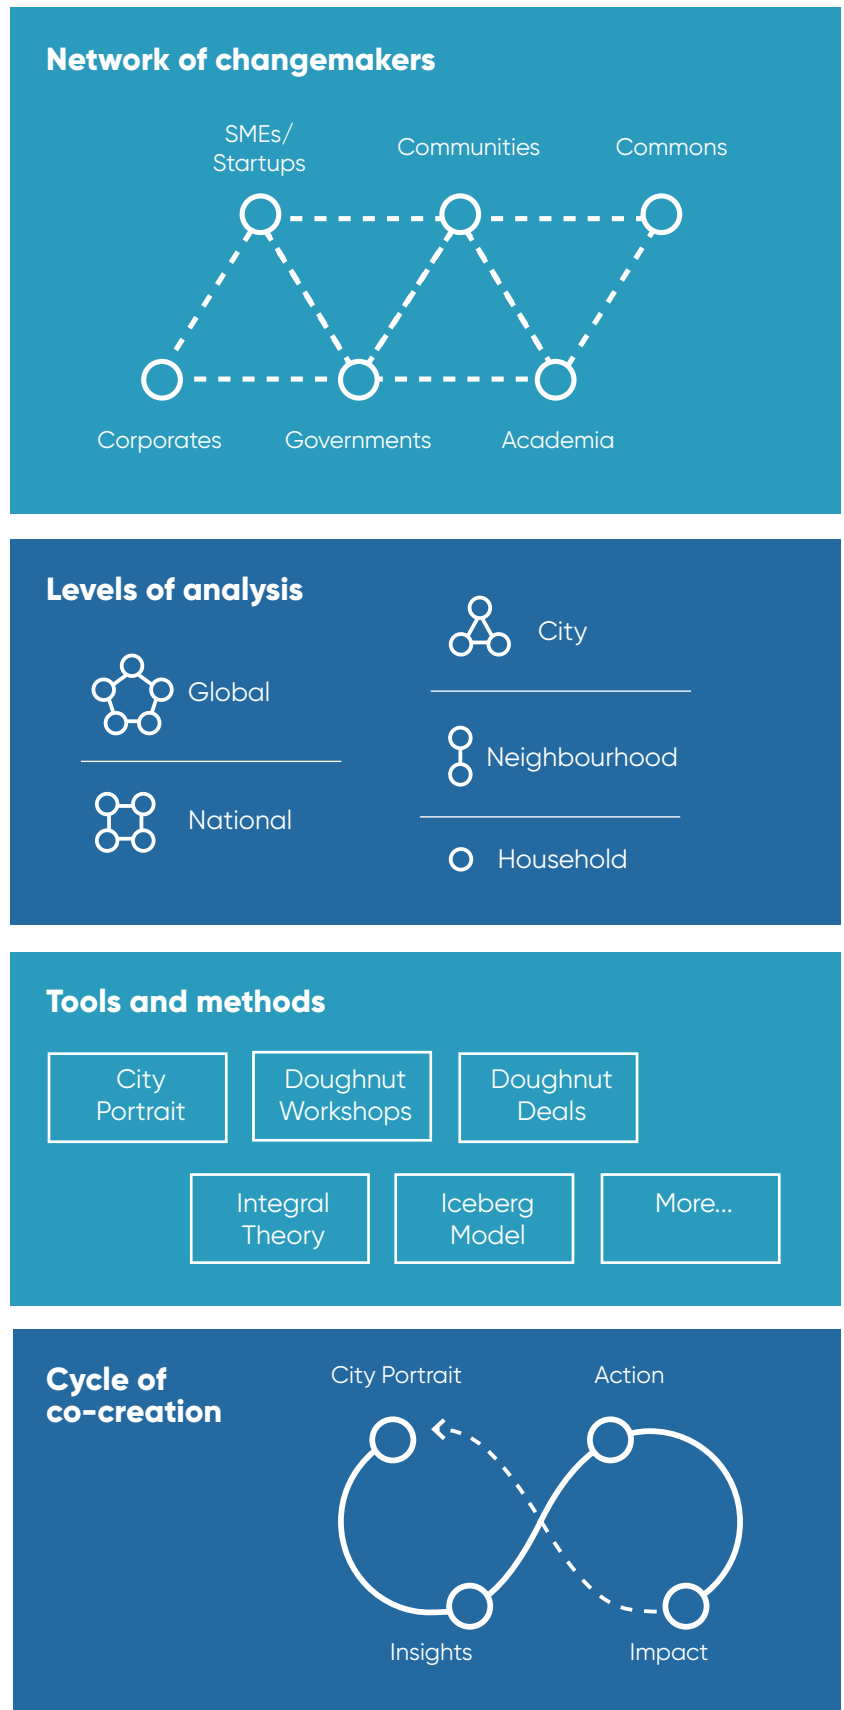 Network of changemakers
SMEs/
Startups
Communities
Commons
Corporates
Governments
Academia
Levels of analysis
Global
National
City
Neighbourhood
Household
Tools and methods
City
Portrait
Doughnut
Workshops
Doughnut
Deals
Integral
Theory
Iceberg
Model
More...
Cycle of
co-creation
City Portrait
Action
Insights
Impact